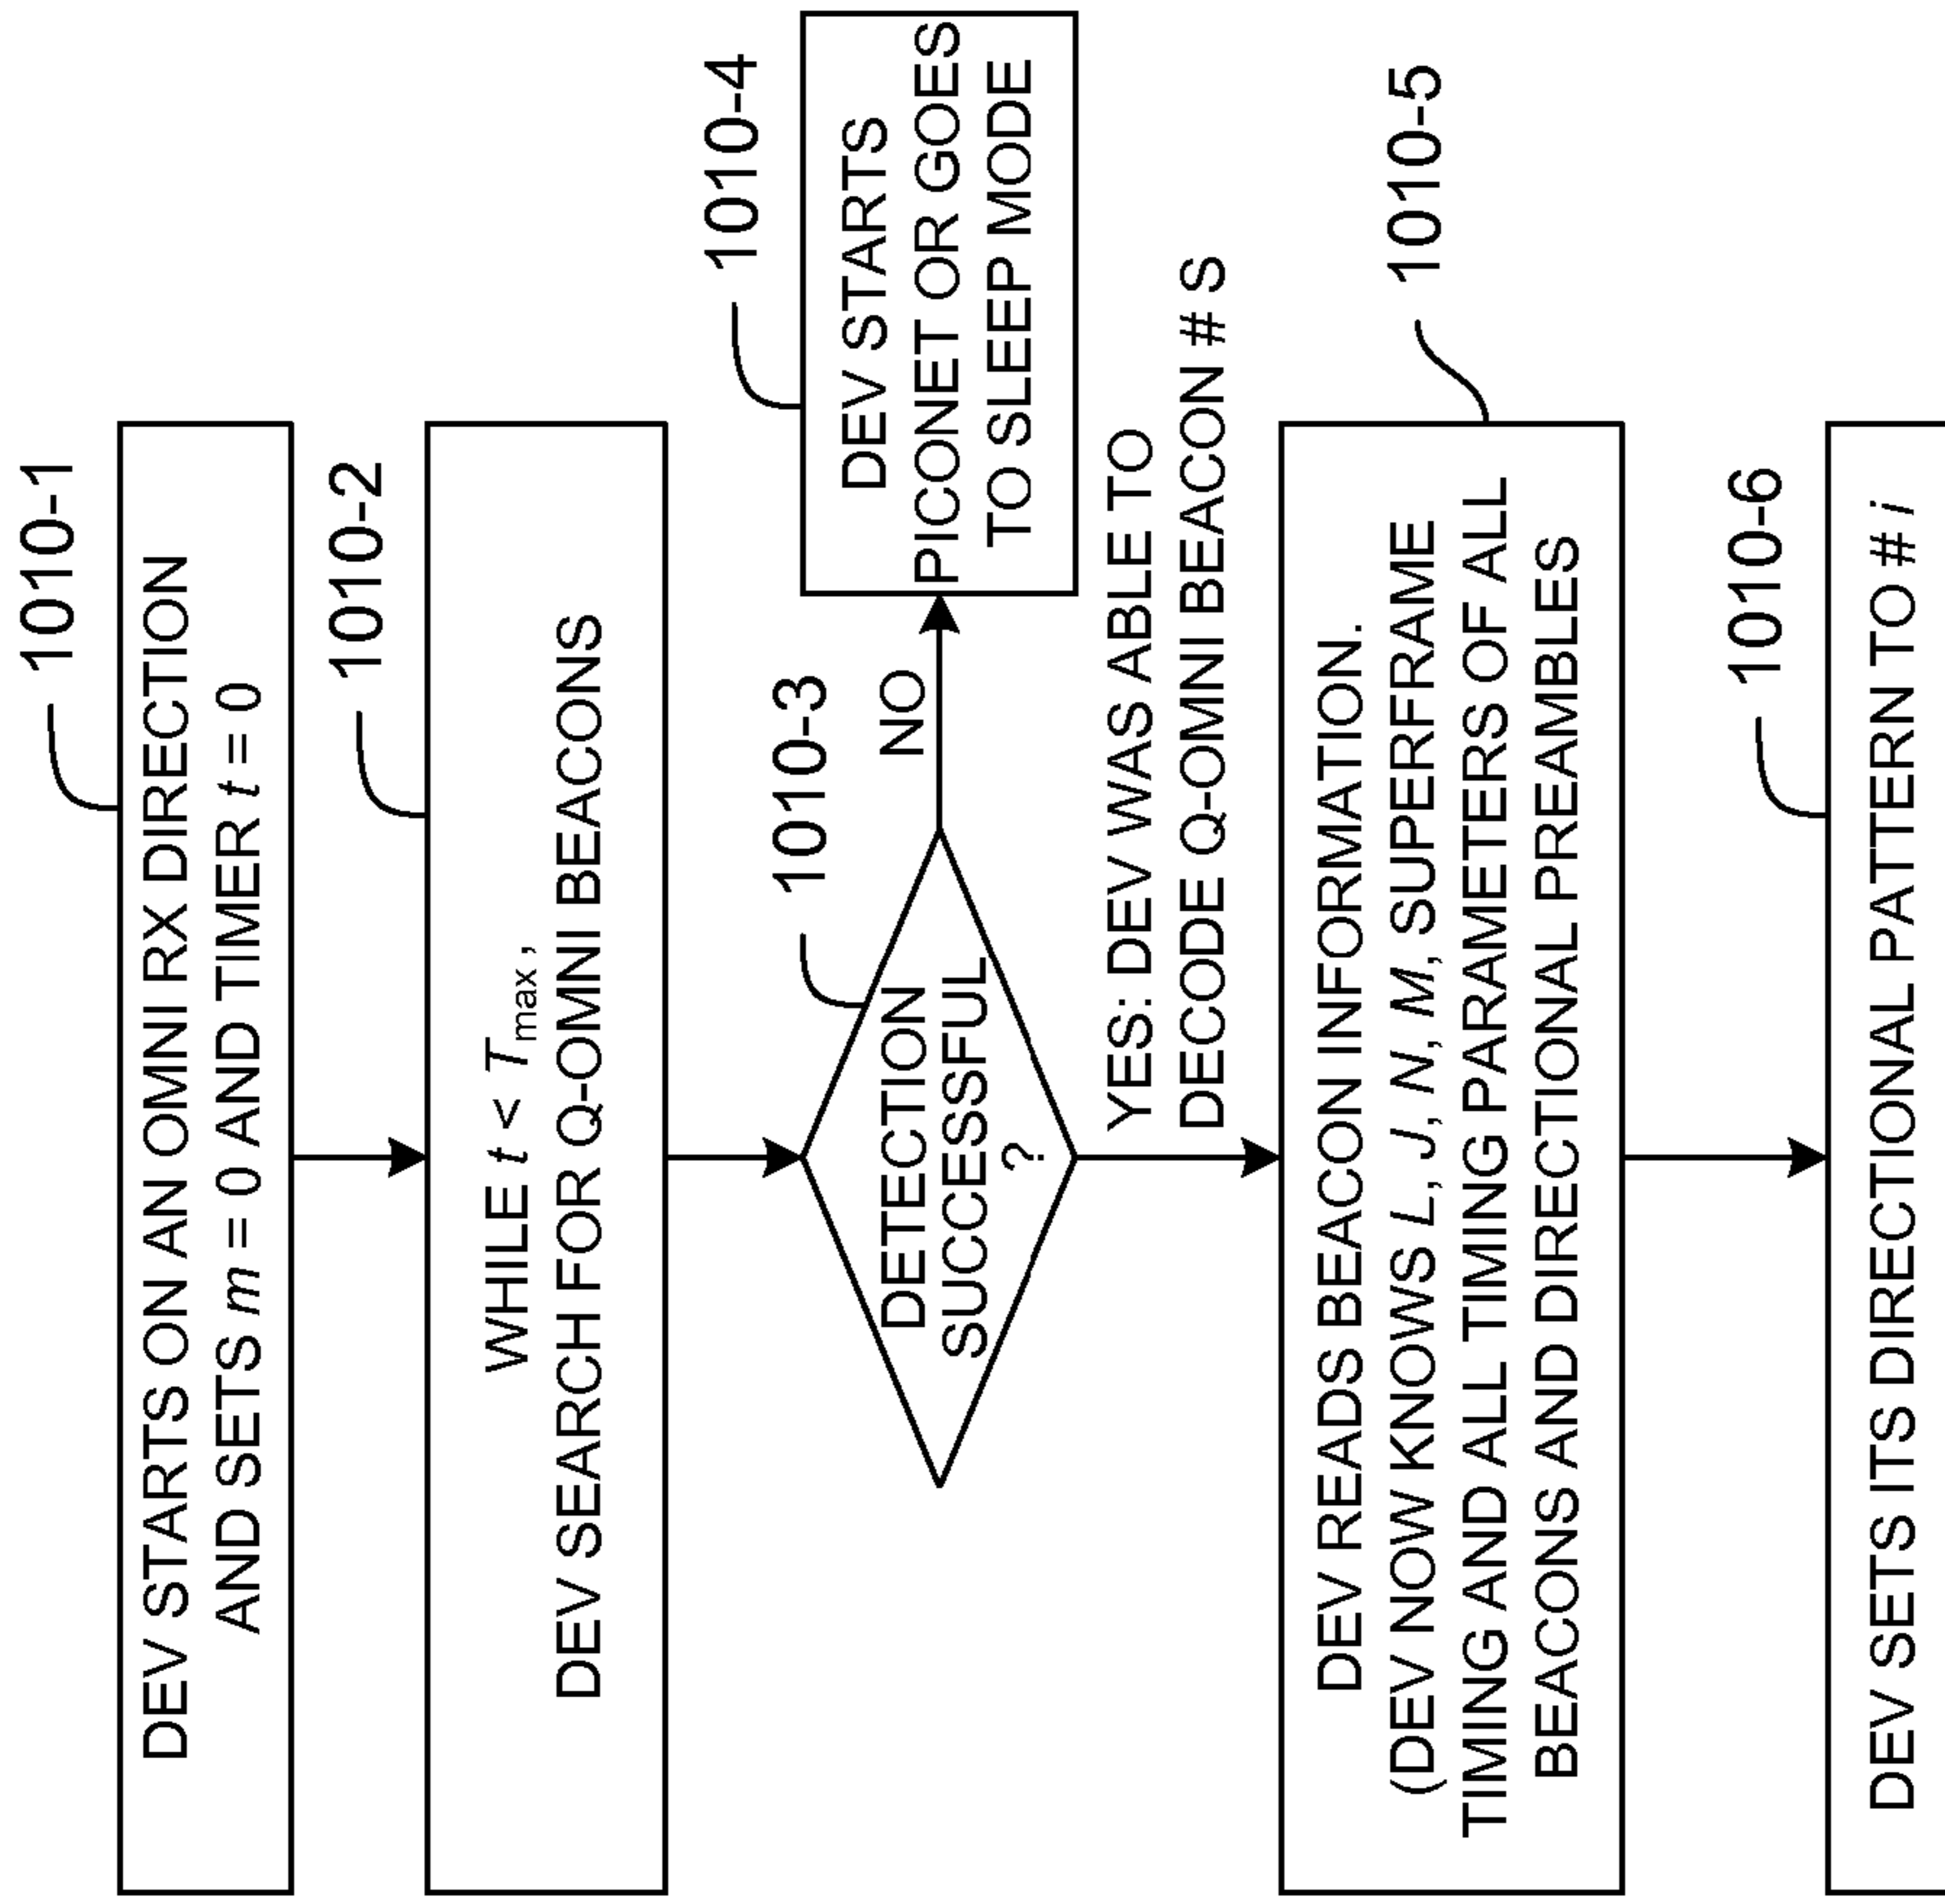 1010-1
DEV STARTS ON AN OMNI RX DIRECTION
AND SETS m = 0 AND TIMER t = 0
1010-2
WHILE t < Tmax,
DEV SEARCH FOR Q-OMNI BEACONS
1010-3
DETECTION
SUCCESSFUL
?
NO
1010-4
DEV STARTS
PICONET OR GOES
TO SLEEP MODE
YES: DEV WAS ABLE TO
DECODE Q-OMNI BEACON # S
1010-5
DEV READS BEACON INFORMATION.
(DEV NOW KNOWS L, J, N, M, SUPERFRAME
TIMING AND ALL TIMING PARAMETERS OF ALL
BEACONS AND DIRECTIONAL PREAMBLES
1010-6
DEV SETS ITS DIRECTIONAL PATTERN TO # i